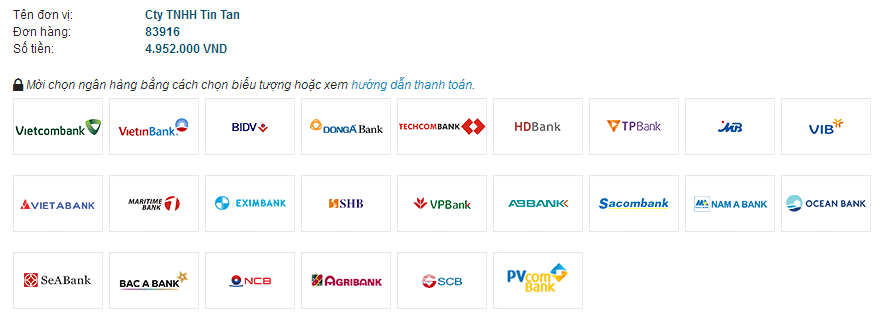 Tên đơn vị: Cty TNHH Tin Tan
Đơn hàng: 83916
Số tiền: 4.952.000 VND
Mời chọn ngân hàng bằng cách chọn biểu tượng hoặc xem hướng dẫn thanh toán.
Vietcombank VietinBank BIDV DONGA Bank TECHCOMBANK HDBank TPBank MB VIB
VIETABANK MARITIME BANK EXIMBANK SHB VPBank ABBANK Sacombank NAM A BANK OCEAN BANK
SeABank BAC A BANK NCB AGRIBANK SCB PVcom Bank